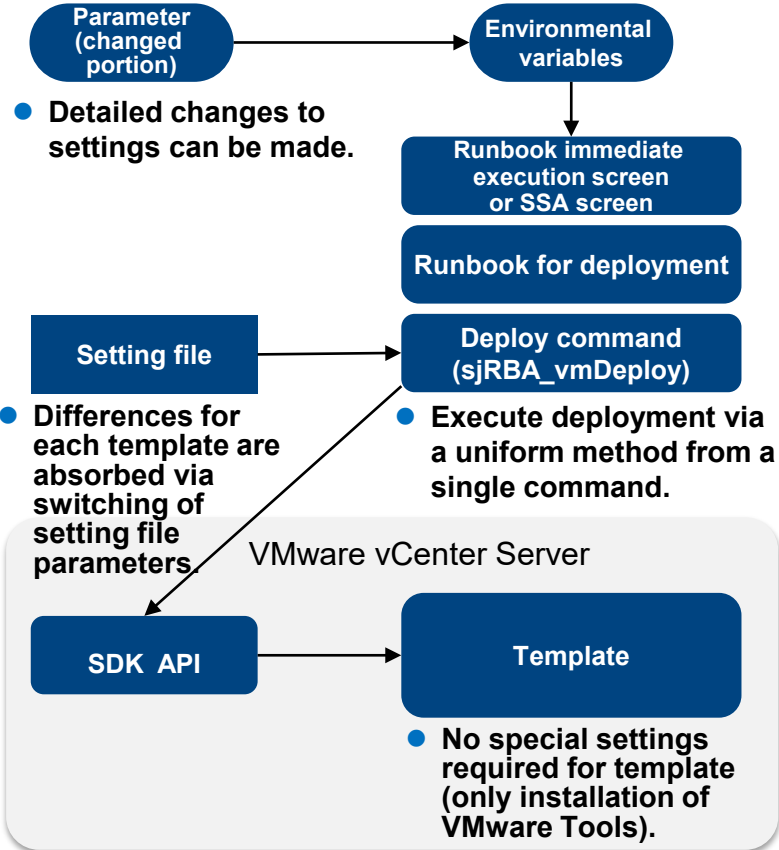 Parameter
(changed
portion)
Environmental
variables
● Detailed changes to
settings can be made.
Runbook immediate
execution screen
or SSA screen
Runbook for deployment
Setting file
Deploy command
(sjRBA_vmDeploy)
● Differences for
each template are
absorbed via
switching of
setting file
parameters.
● Execute deployment via
a uniform method from a
single command.
VMware vCenter Server
SDK API
Template
● No special settings
required for template
(only installation of
VMware Tools).